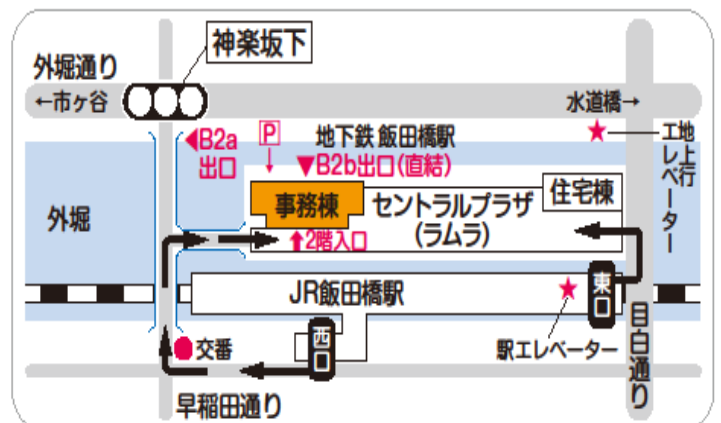 神楽坂下
外堀通り
←市ヶ谷
水道橋→
◀B2a
出口
P
地下鉄 飯田橋駅
▼B2b出口(直結)
★
地上行
エレベーター
事務棟
セントラルプラザ
(ラムラ)
住宅棟
外堀
⬆2階入口
JR飯田橋駅
★
東口
西口
交番
駅エレベーター
目白通り
早稲田通り